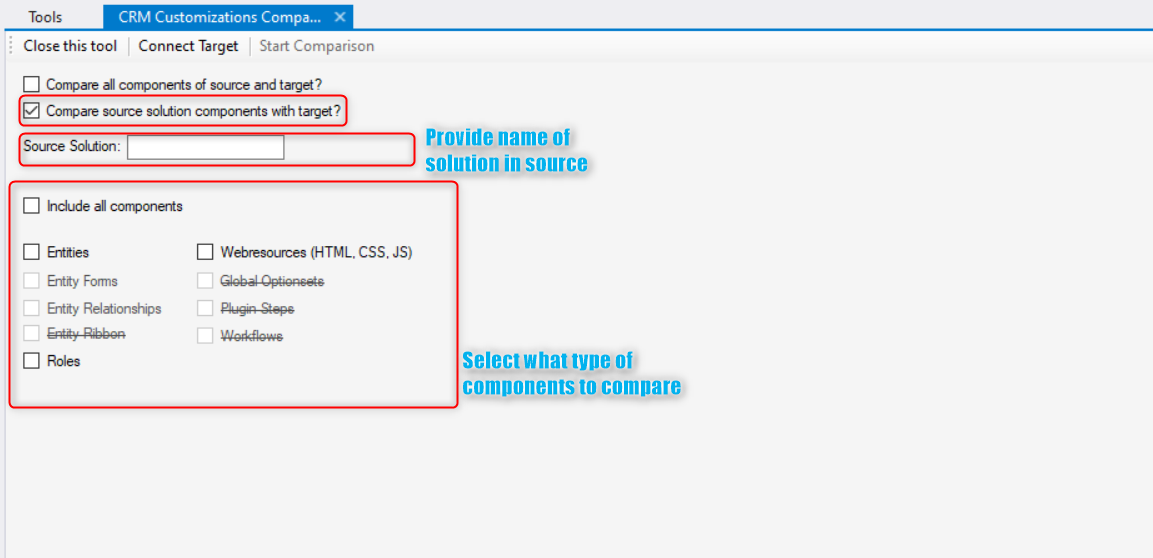 Tools CRM Customizations Compa... ✕
Close this tool Connect Target Start Comparison
Compare all components of source and target?
Compare source solution components with target?
Source Solution:
Provide name of
solution in source
Include all components
Entities Webresources (HTML, CSS, JS)
Entity Forms Global Optionsets
Entity Relationships Plugin Steps
Entity Ribbon Workflows
Roles
Select what type of
components to compare